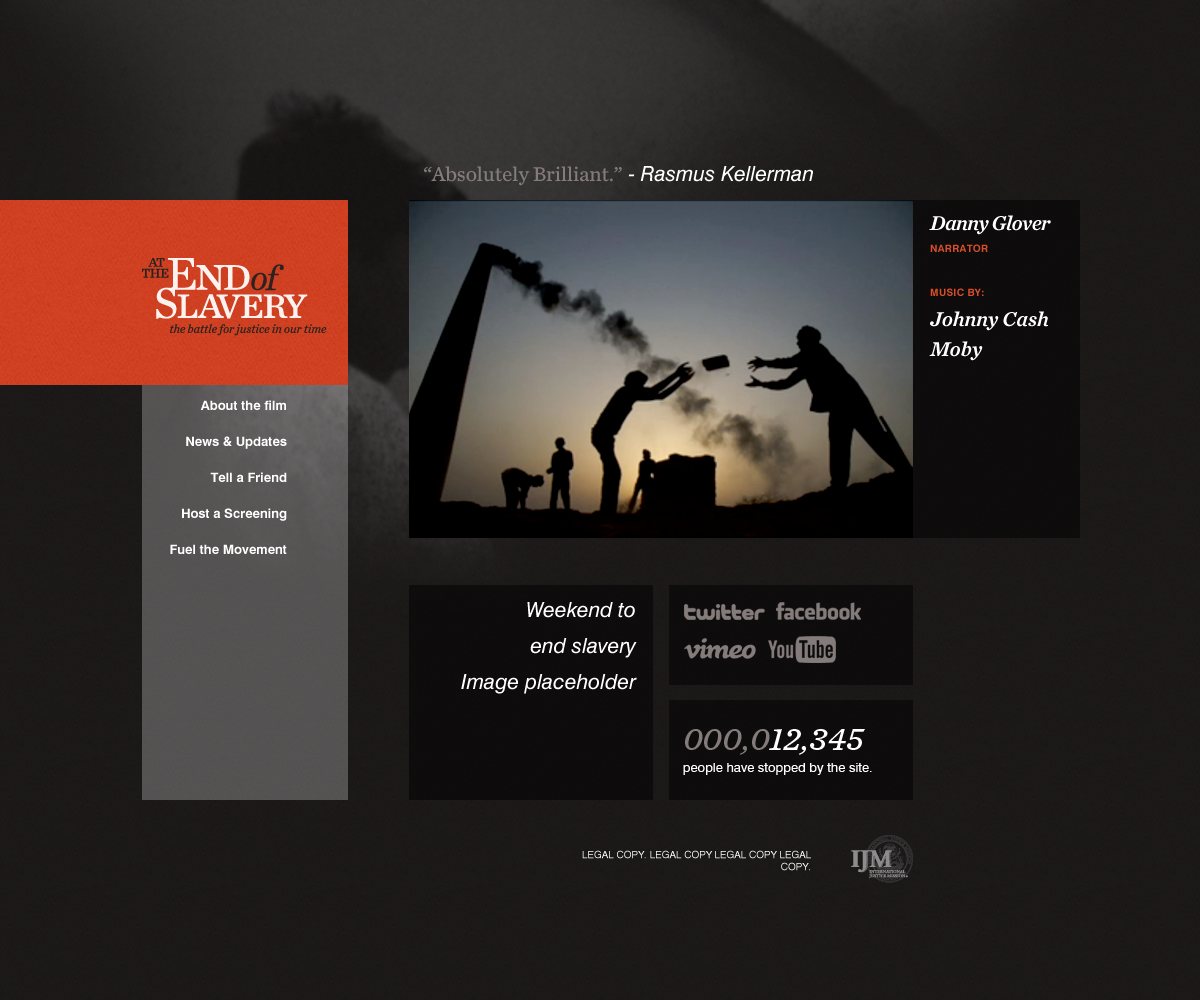 “Absolutely Brilliant.” - Rasmus Kellerman
AT
THE END of
SLAVERY
the battle for justice in our time
About the film
News & Updates
Tell a Friend
Host a Screening
Fuel the Movement
Danny Glover
NARRATOR
MUSIC BY:
Johnny Cash
Moby
Weekend to
end slavery
Image placeholder
twitter facebook
vimeo YouTube
000,012,345
people have stopped by the site.
LEGAL COPY. LEGAL COPY LEGAL COPY LEGAL
COPY.
IJM
INTERNATIONAL
JUSTICE MISSION